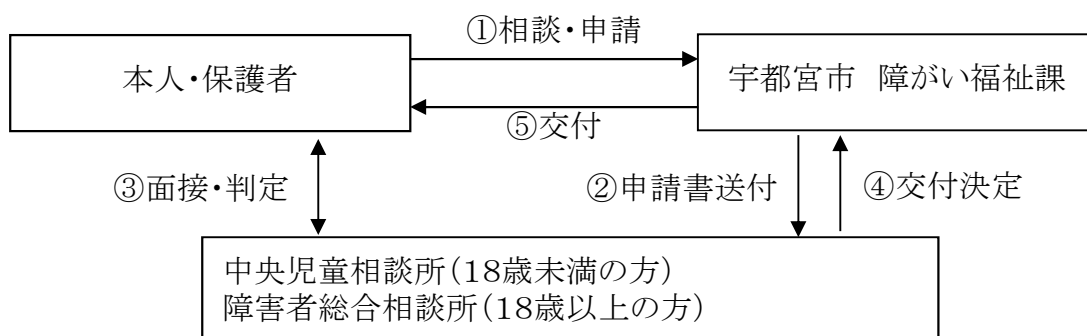 ①相談・申請
本人・保護者
宇都宮市　障がい福祉課
⑤交付
③面接・判定
②申請書送付
④交付決定
中央児童相談所(18歳未満の方)
障害者総合相談所(18歳以上の方)